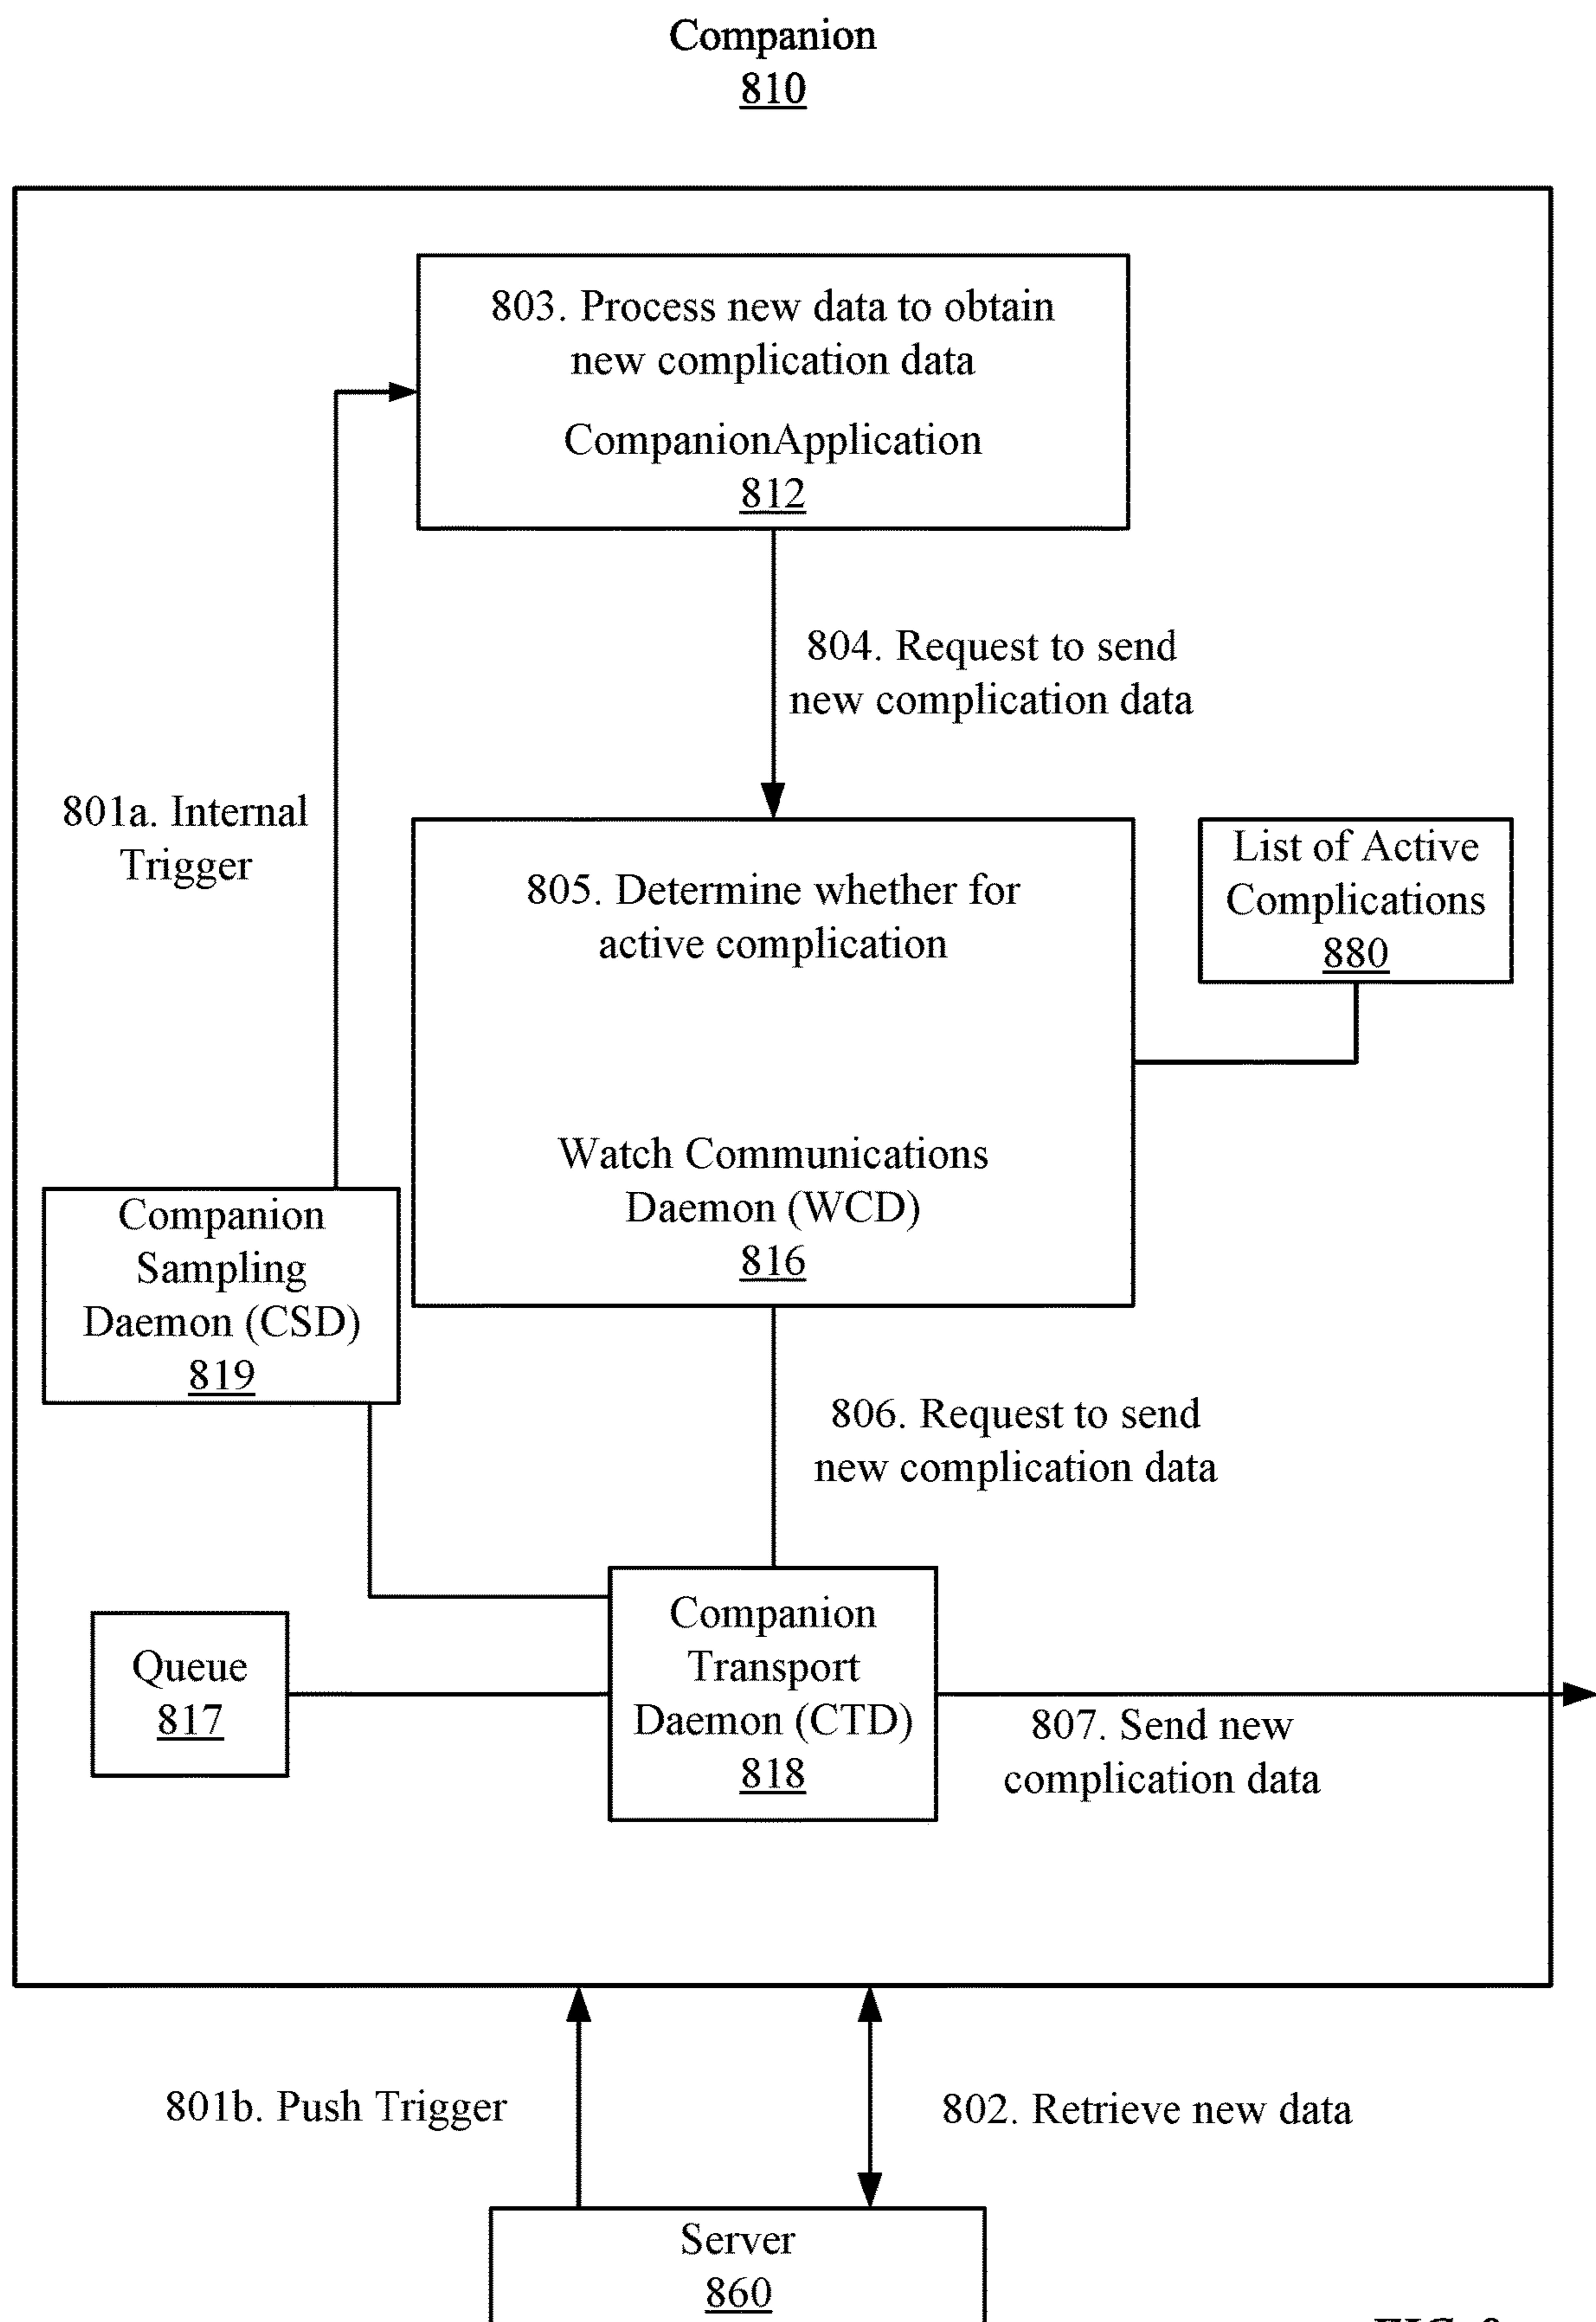 Companion
810
803. Process new data to obtain
new complication data
CompanionApplication
812
804. Request to send
new complication data
801a. Internal
Trigger
805. Determine whether for
active complication
List of Active
Complications
880
Watch Communications
Daemon (WCD)
816
Companion
Sampling
Daemon (CSD)
819
806. Request to send
new complication data
Queue
817
Companion
Transport
Daemon (CTD)
818
807. Send new
complication data
801b. Push Trigger
802. Retrieve new data
Server
860